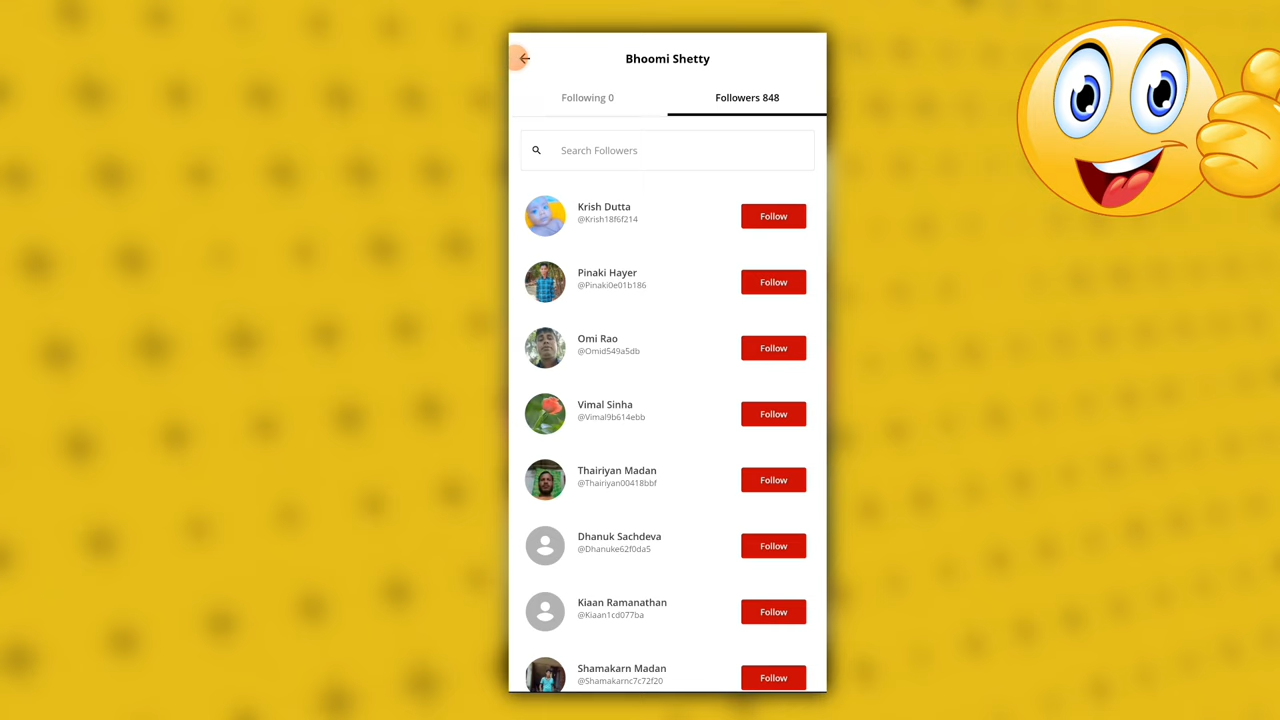 Bhoomi Shetty
Following 0
Followers 848
Search Followers
Krish Dutta
@Krish18f6f214
Follow
Pinaki Hayer
@Pinaki0e01b186
Follow
Omi Rao
@Omid549a5db
Follow
Vimal Sinha
@Vimal9b614ebb
Follow
Thairiyan Madan
@Thairiyan00418bbf
Follow
Dhanuk Sachdeva
@Dhanuke62f0da5
Follow
Kiaan Ramanathan
@Kiaan1cd077ba
Follow
Shamakarn Madan
@Shamakarnc7c72f20
Follow